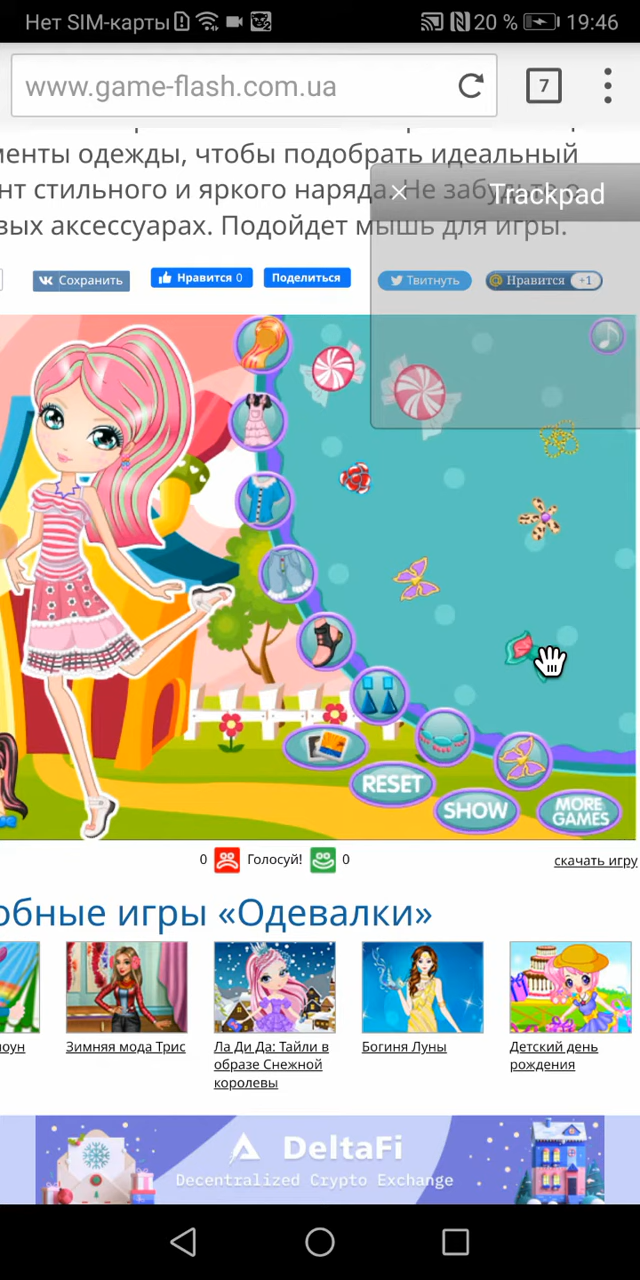 Нет SIM-карты 20 % 19:46
www.game-flash.com.ua 7
менты одежды, чтобы подобрать идеальный
нт стильного и яркого наряда. Не
Trackpad
вых аксессуарах. Подойдет мышь для игры.
Сохранить Нравится 0 Поделиться Твитнуть Нравится +1
RESET
SHOW
MORE
GAMES
0 Голосуй! 0 скачать игру
обные игры «Одевалки»
Зимняя мода Трис
Ла Ди Да: Тайли в
образе Снежной
королевы
Богиня Луны
Детский день
рождения
DeltaFi
Decentralized Crypto Exchange